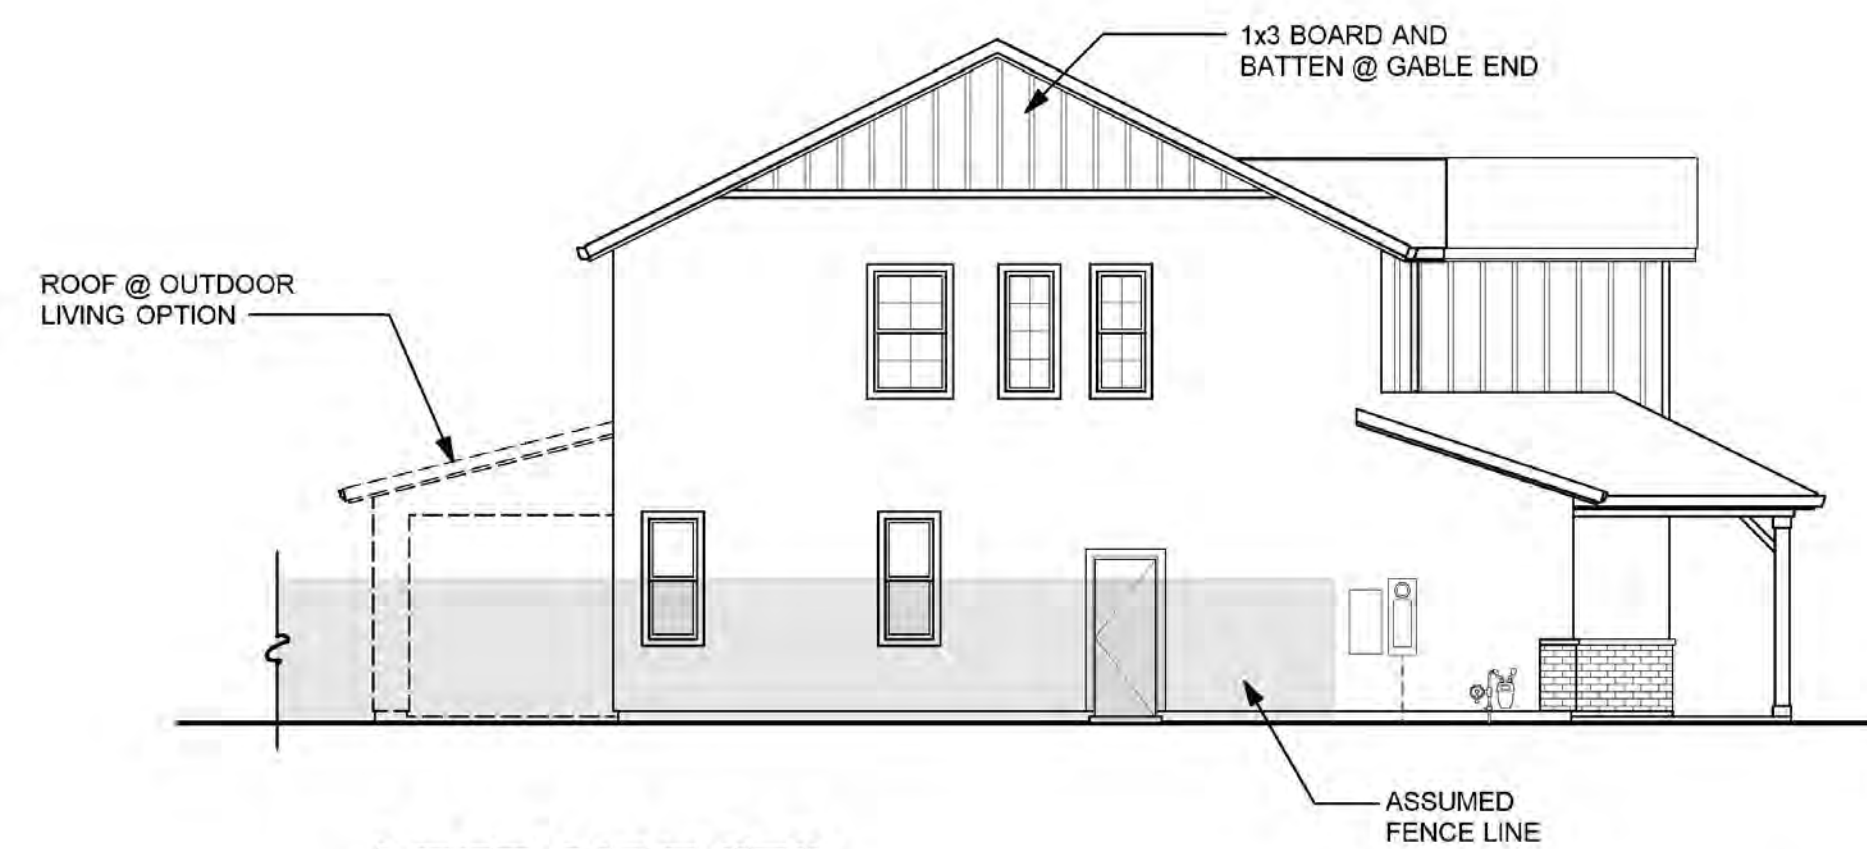 1x3 BOARD AND
BATTEN @ GABLE END
ROOF @ OUTDOOR
LIVING OPTION
ASSUMED
FENCE LINE